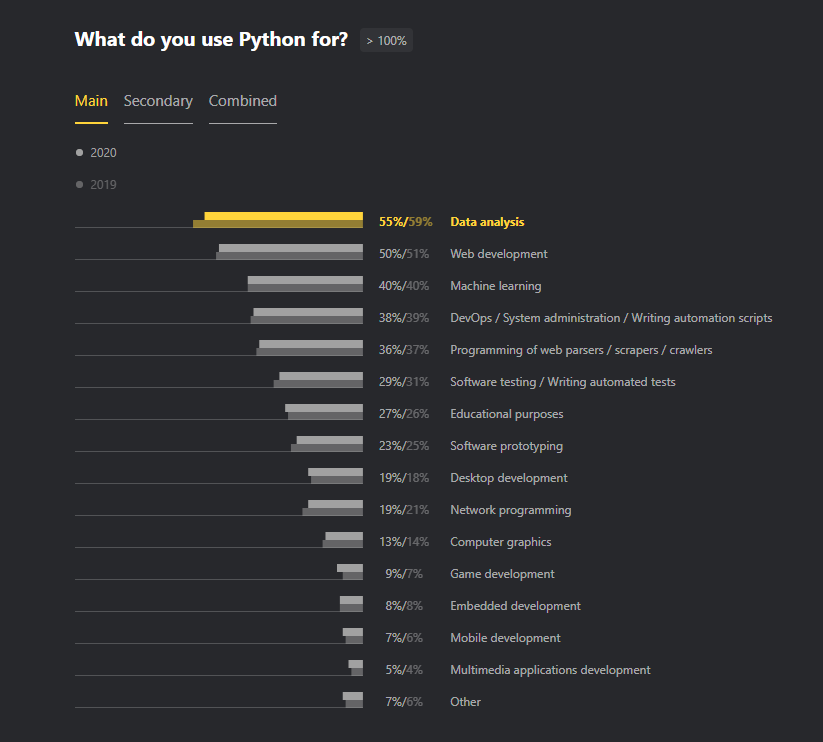 What do you use Python for? > 100%
Main Secondary Combined
2020
2019
55%/59% Data analysis
50%/51% Web development
40%/40% Machine learning
38%/39% DevOps / System administration / Writing automation scripts
36%/37% Programming of web parsers / scrapers / crawlers
29%/31% Software testing / Writing automated tests
27%/26% Educational purposes
23%/25% Software prototyping
19%/18% Desktop development
19%/21% Network programming
13%/14% Computer graphics
9%/7% Game development
8%/8% Embedded development
7%/6% Mobile development
5%/4% Multimedia applications development
7%/6% Other